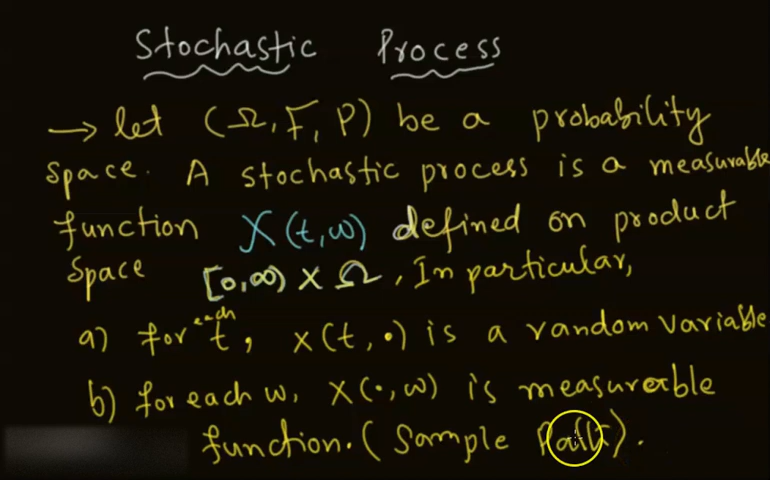 Stochastic Process
→ let (Ω, F, P) be a probability
space. A stochastic process is a measurable
function X(t,ω) defined on product
space [0,∞) × Ω, In particular,
a) for each t, x(t,•) is a random variable
b) for each ω, X(•,ω) is measurable
function. (Sample Path).